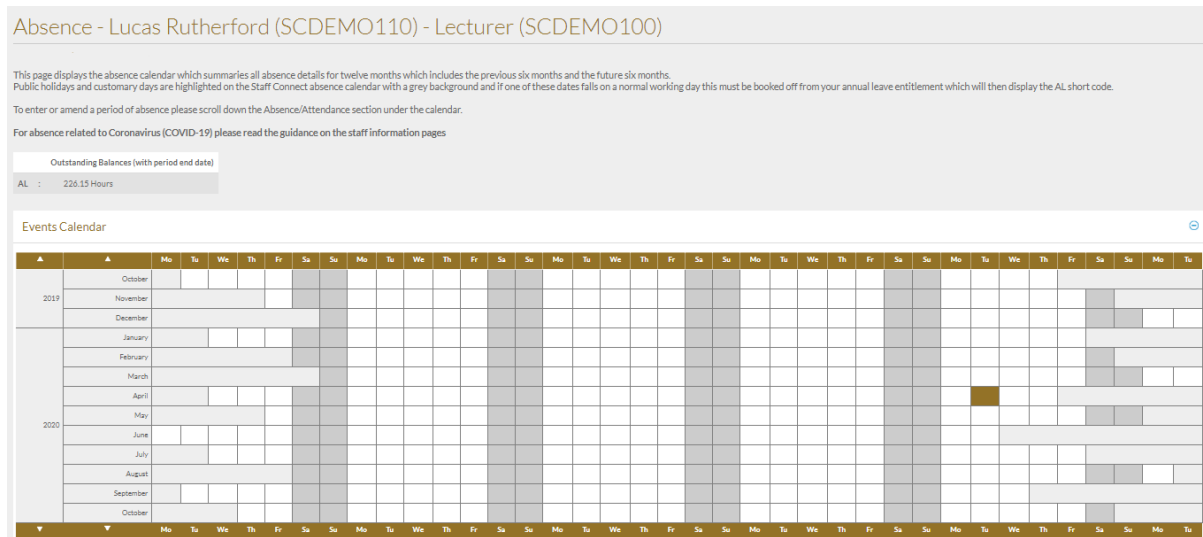 Absence - Lucas Rutherford (SCDEMO110) - Lecturer (SCDEMO100)
This page displays the absence calendar which summaries all absence details for twelve months which includes the previous six months and the future six months.
Public holidays and customary days are highlighted on the Staff Connect absence calendar with a grey background and if one of these dates falls on a normal working day this must be booked off from your annual leave entitlement which will then display the AL short code.
To enter or amend a period of absence please scroll down the Absence/Attendance section under the calendar.
For absence related to Coronavirus (COVID-19) please read the guidance on the staff information pages
Outstanding Balances (with period end date)
AL : 226.15 Hours
Events Calendar
Mo Tu We Th Fr Sa Su Mo Tu We Th Fr Sa Su Mo Tu We Th Fr Sa Su Mo Tu We Th Fr Sa Su Mo Tu We Th Fr Sa Su Mo Tu
October
2019 November
December
January
February
March
April
2020 May
June
July
August
September
October
Mo Tu We Th Fr Sa Su Mo Tu We Th Fr Sa Su Mo Tu We Th Fr Sa Su Mo Tu We Th Fr Sa Su Mo Tu We Th Fr Sa Su Mo Tu